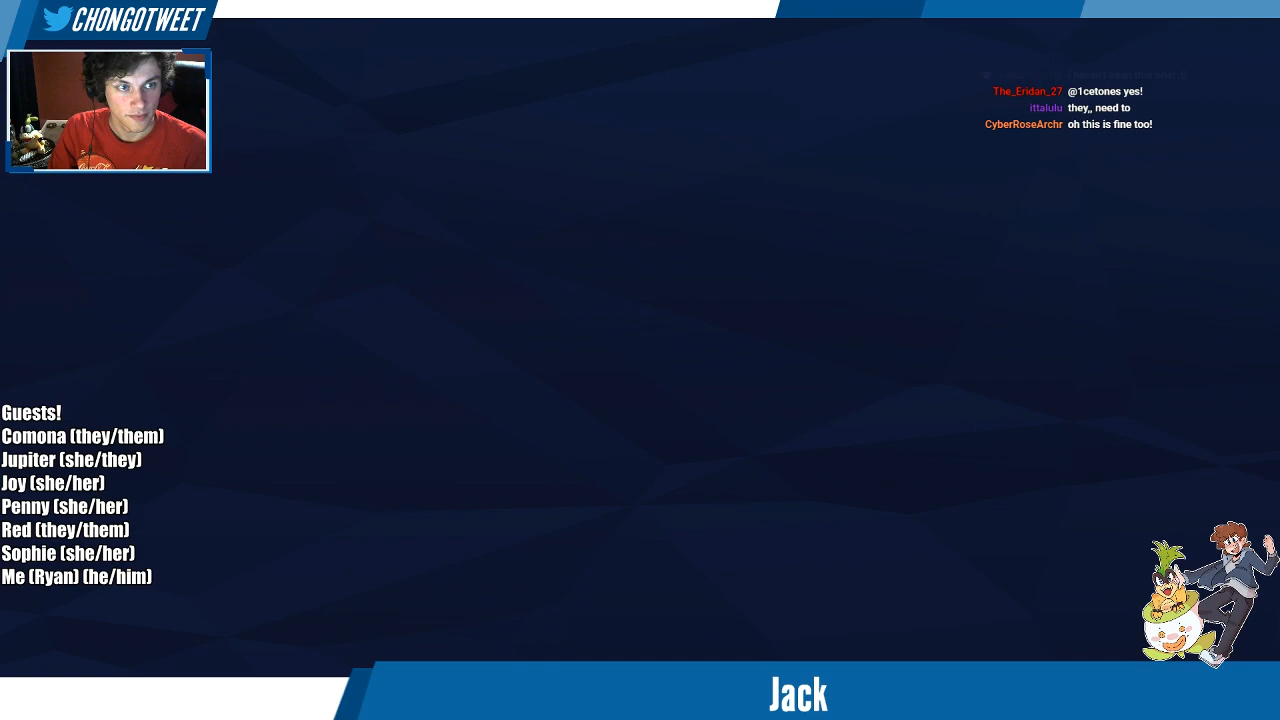 CHONGOTWEET
The_Eridan_27 @1cetones yes!
ittalulu they,, need to
CyberRoseArchr oh this is fine too!
Guests!
Comona (they/them)
Jupiter (she/they)
Joy (she/her)
Penny (she/her)
Red (they/them)
Sophie (she/her)
Me (Ryan) (he/him)
Jack